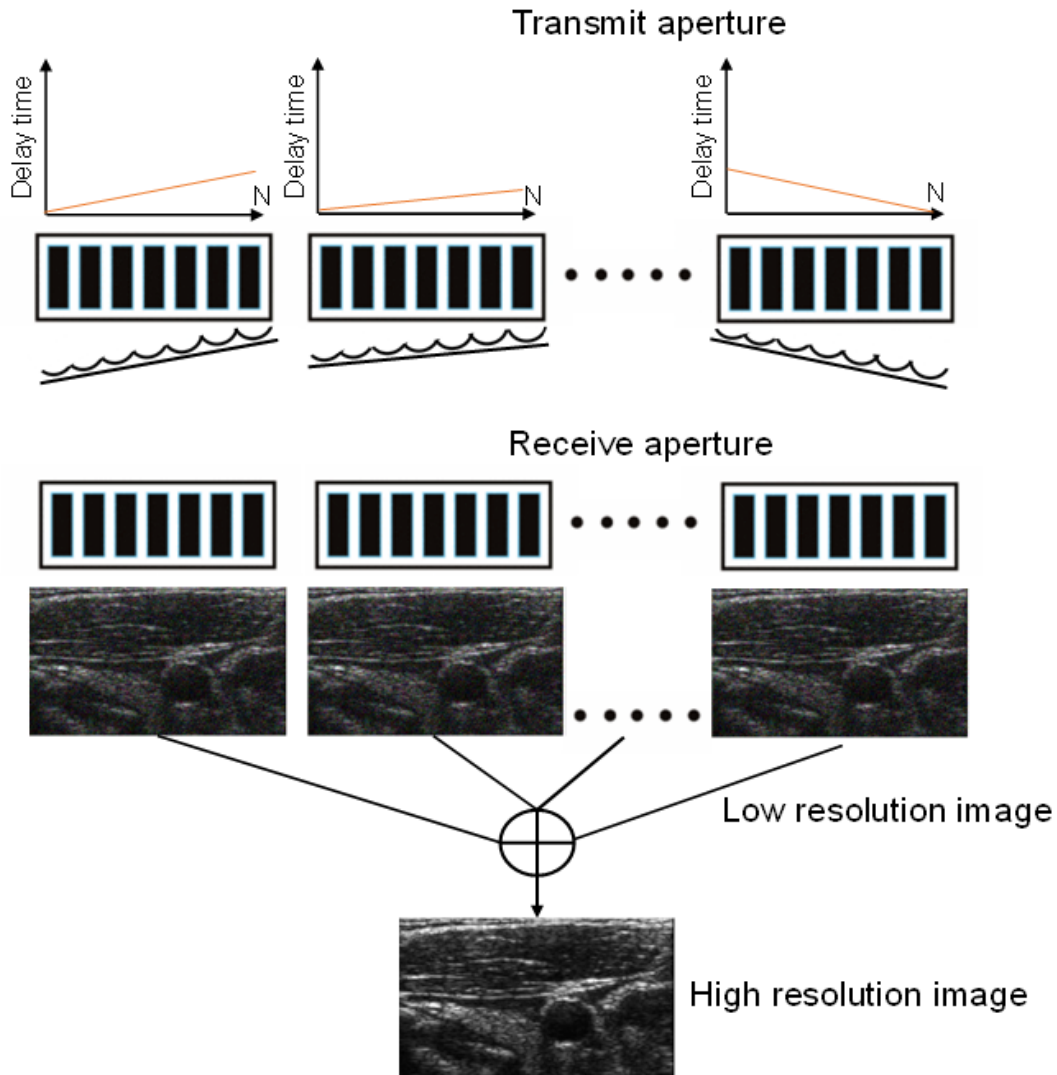 Transmit aperture
Delay time
N
Delay time
N
Delay time
N
Receive aperture
Low resolution image
High resolution image